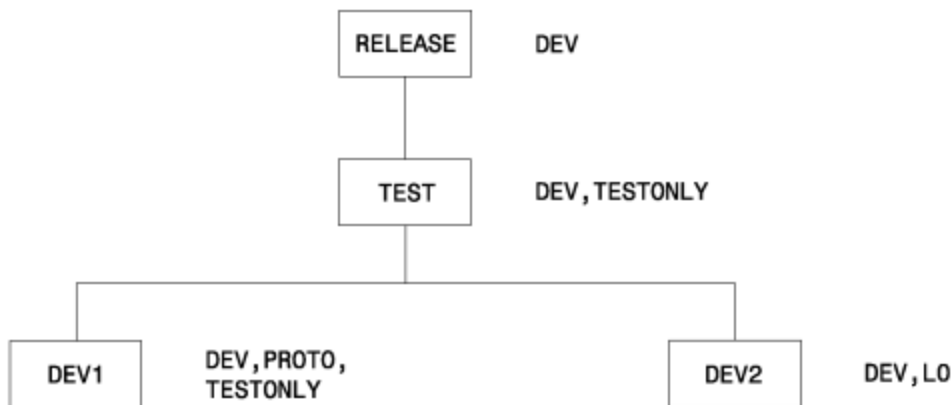 RELEASE DEV
TEST DEV,TESTONLY
DEV1 DEV,PROTO,
TESTONLY
DEV2 DEV,LO